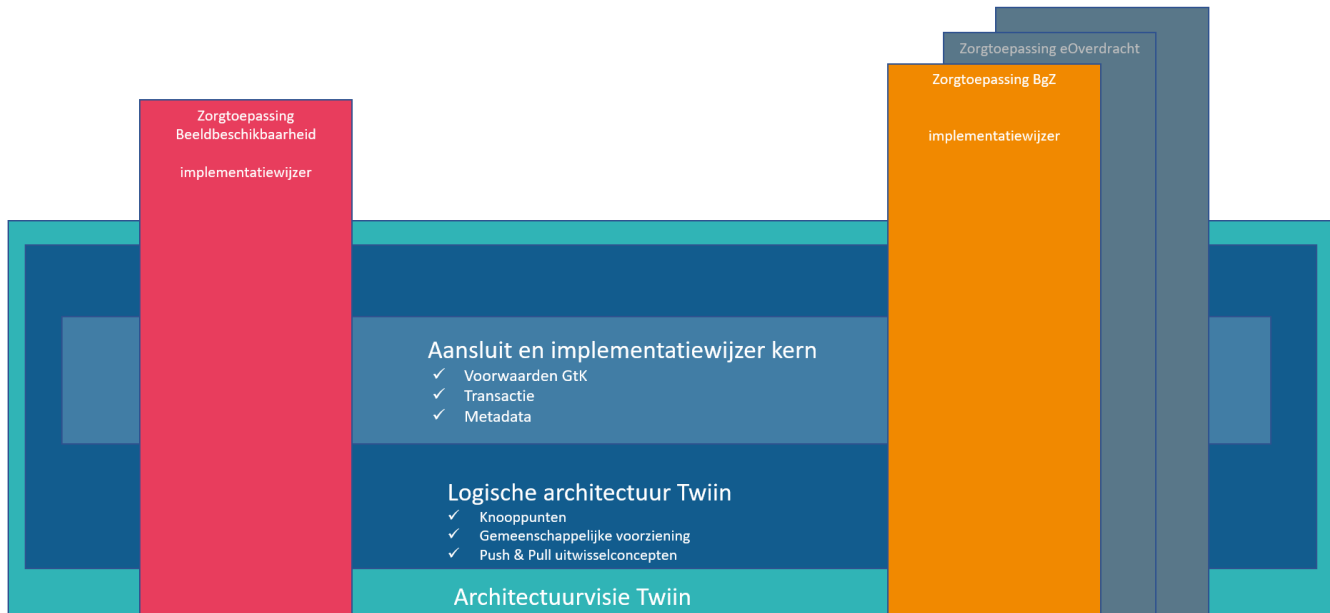 Zorgtoepassing
Beeldbeschikbaarheid
implementatiewijzer
Zorgtoepassing eOverdracht
Zorgtoepassing BgZ
implementatiewijzer
Aansluit en implementatiewijzer kern
✓ Voorwaarden GtK
✓ Transactie
✓ Metadata
Logische architectuur Twiin
✓ Knooppunten
✓ Gemeenschappelijke voorziening
✓ Push & Pull uitwisselconcepten
Architectuurvisie Twiin